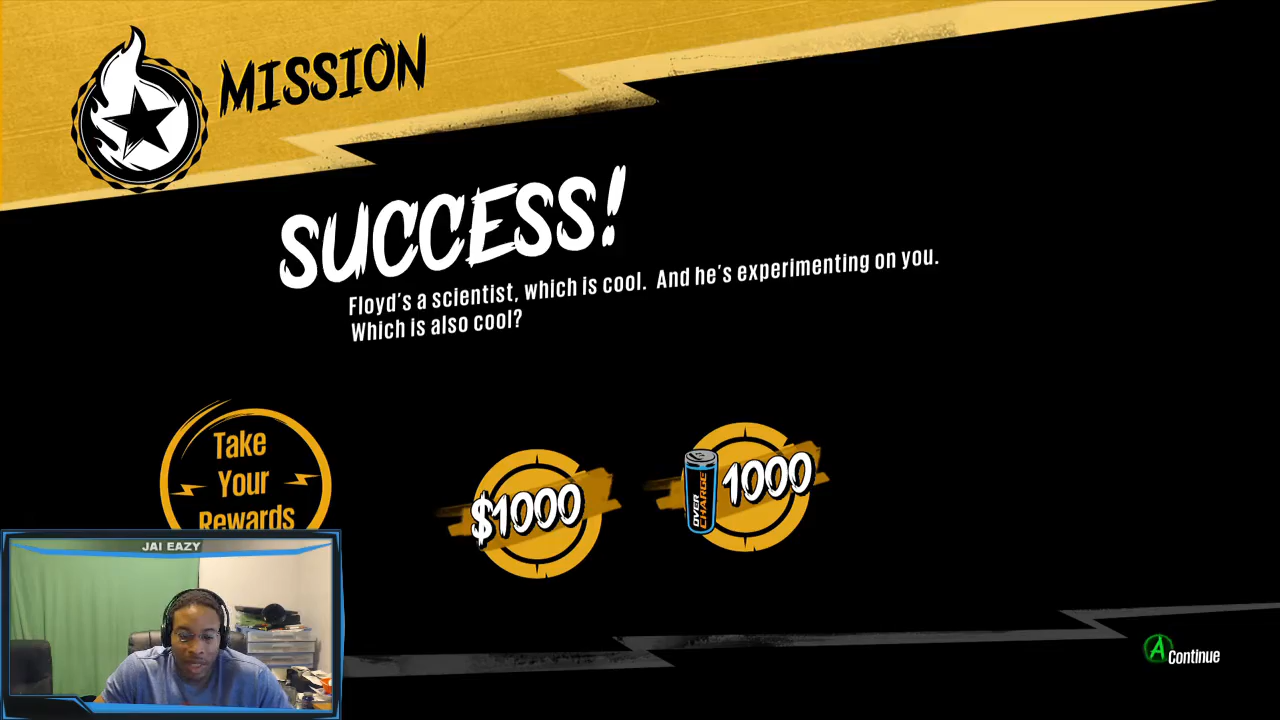 MISSION
SUCCESS!
Floyd's a scientist, which is cool. And he's experimenting on you.
Which is also cool?
Take
Your
Rewards
$1000
OVER
CHARGE
1000
JAI EAZY
A Continue